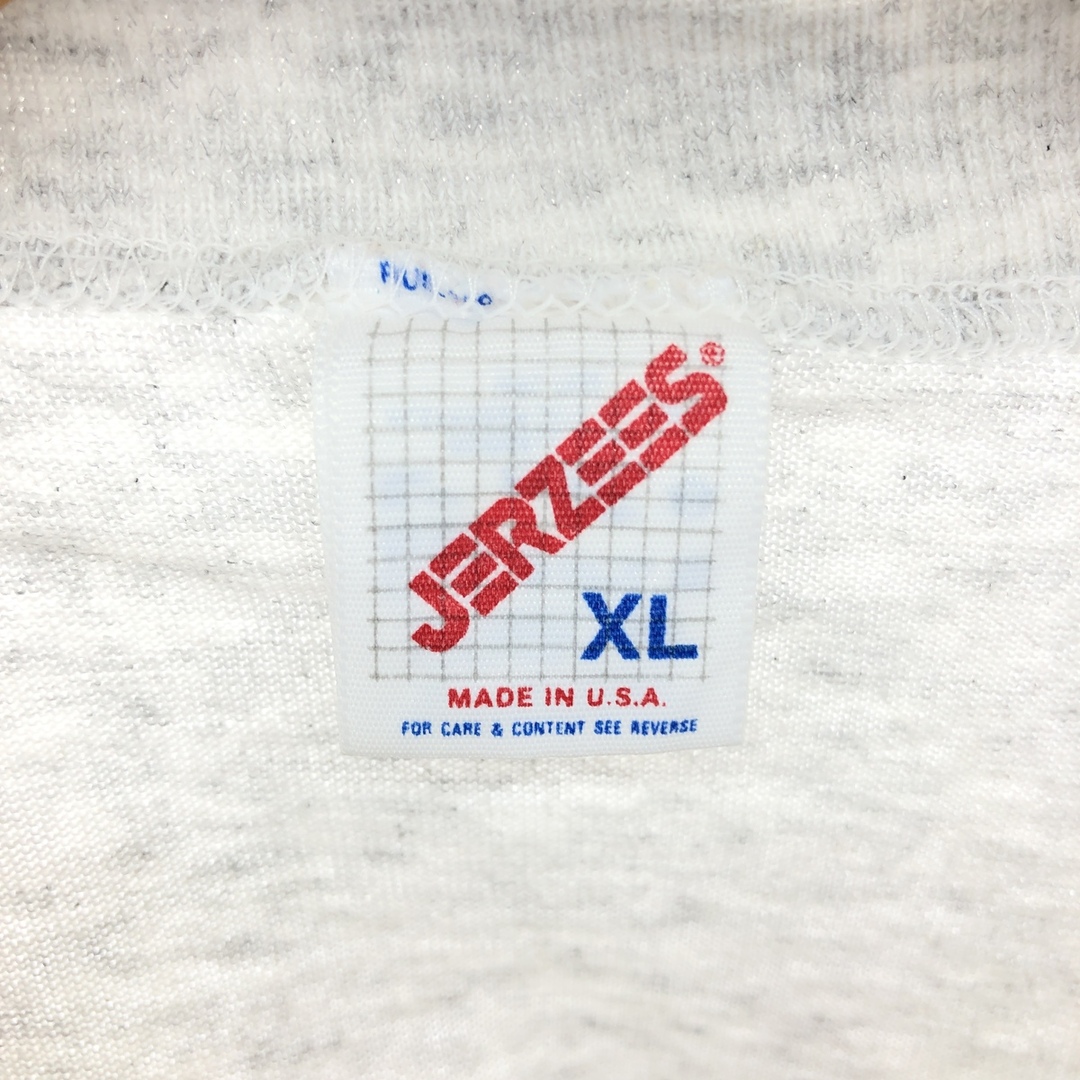 JERZEES®
XL
MADE IN U.S.A.
FOR CARE & CONTENT SEE REVERSE